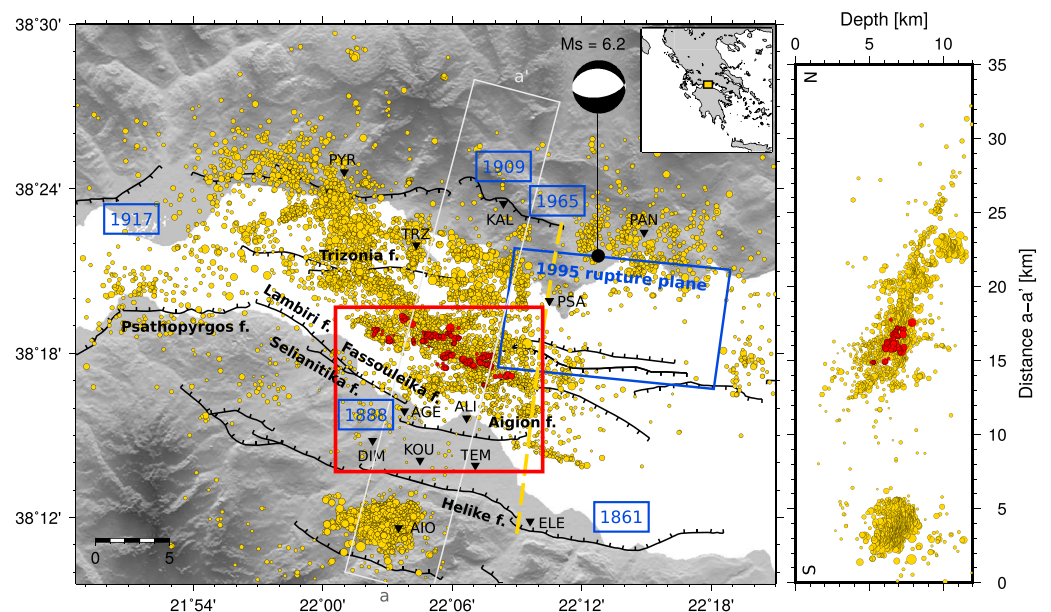 38°30'
38°24'
38°18'
38°12'
21°54'
22°00'
22°06'
22°12'
22°18'
Ms = 6.2
a'
1909
1965
1917
PYR
KAL
PAN
TRZ
Trizonia f.
1995 rupture plane
PSA
Lambiri f.
Psathopyrgos f.
Fassouleika f.
Selianitika f.
1888
AGE
ALI
Aigion f.
DIM
KOU
TEM
Helike f.
ELE
1861
AIO
0
5
a
Depth [km]
0
5
10
N
S
35
30
25
20
15
10
5
0
Distance a–a' [km]